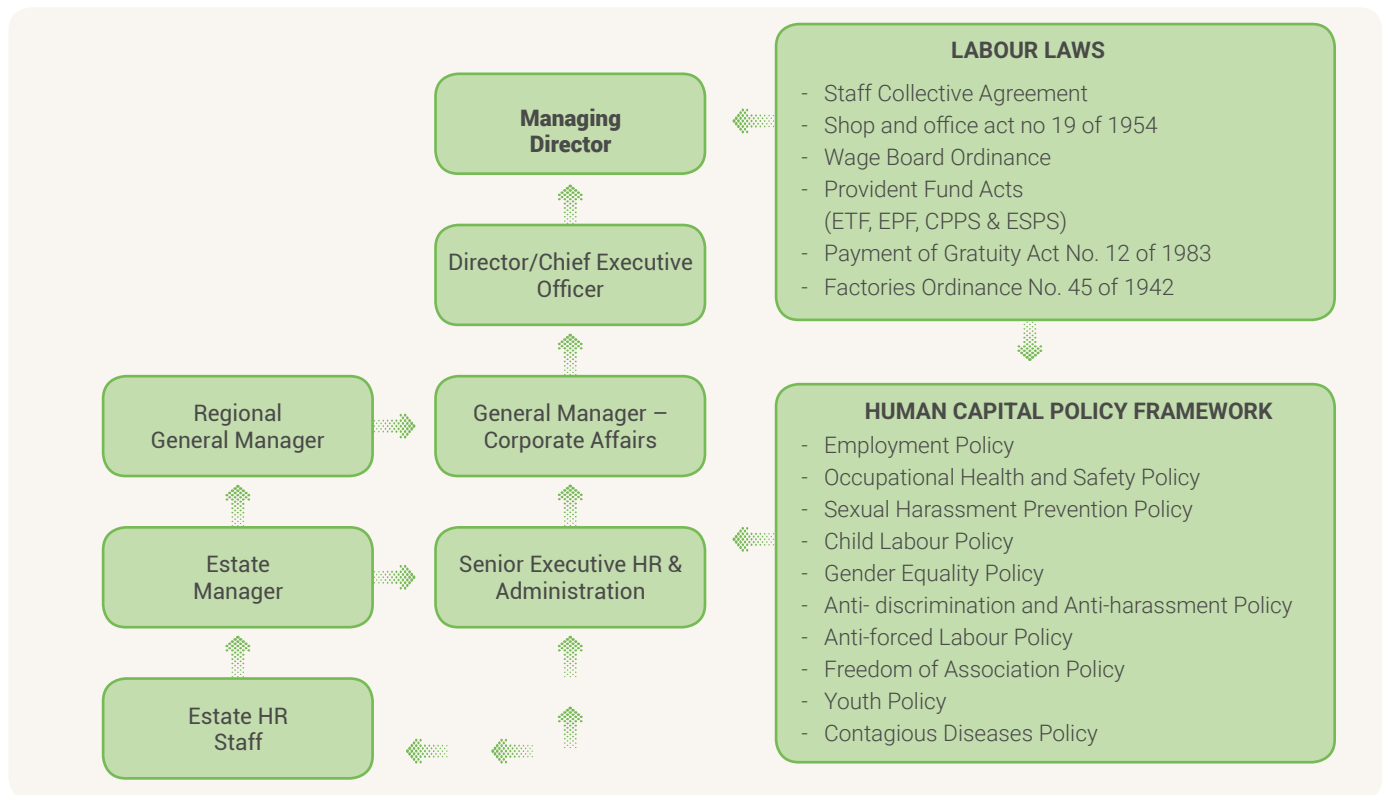 Managing
Director
Director/Chief Executive
Officer
Regional
General Manager
General Manager –
Corporate Affairs
Estate
Manager
Senior Executive HR &
Administration
Estate HR
Staff
LABOUR LAWS
- Staff Collective Agreement
- Shop and office act no 19 of 1954
- Wage Board Ordinance
- Provident Fund Acts
(ETF, EPF, CPPS & ESPS)
- Payment of Gratuity Act No. 12 of 1983
- Factories Ordinance No. 45 of 1942
HUMAN CAPITAL POLICY FRAMEWORK
- Employment Policy
- Occupational Health and Safety Policy
- Sexual Harassment Prevention Policy
- Child Labour Policy
- Gender Equality Policy
- Anti- discrimination and Anti-harassment Policy
- Anti-forced Labour Policy
- Freedom of Association Policy
- Youth Policy
- Contagious Diseases Policy